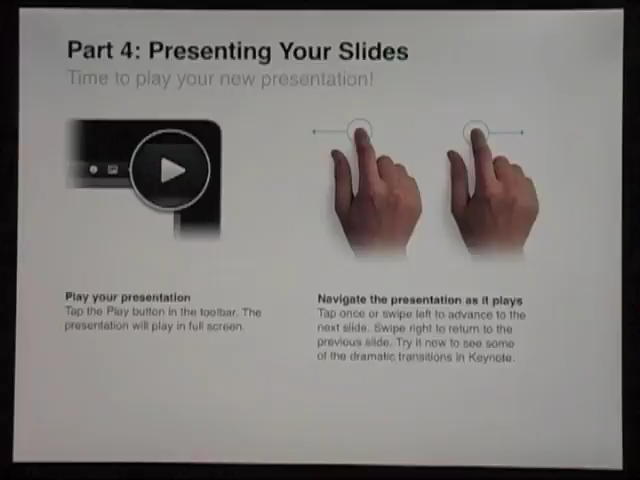 Part 4: Presenting Your Slides
Time to play your new presentation!
Play your presentation
Tap the Play button in the toolbar. The
presentation will play in full screen.
Navigate the presentation as it plays
Tap once or swipe left to advance to the
next slide. Swipe right to return to the
previous slide. Try it now to see some
of the dramatic transitions in Keynote.